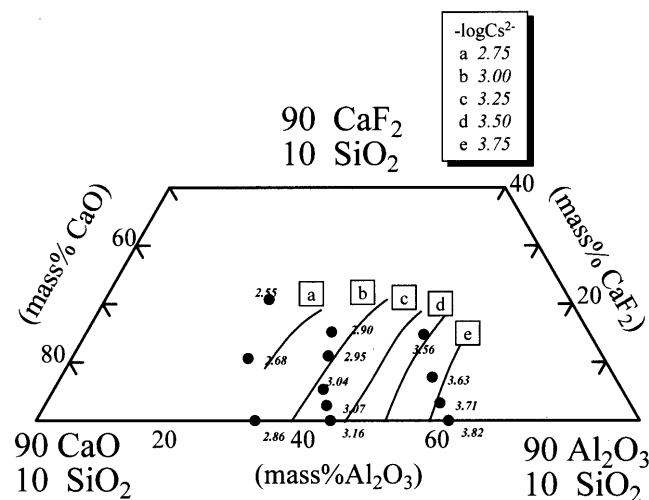 -logCs²⁻
a 2.75
b 3.00
c 3.25
d 3.50
e 3.75
90 CaF₂
10 SiO₂
40
(mass% CaO)
60
(mass% CaF₂)
20
80
2.55
a
b
c
d
e
2.90
3.56
2.68
2.95
3.04
3.63
3.07
3.71
2.86
3.16
3.82
90 CaO
10 SiO₂
20
40
60
(mass%Al₂O₃)
90 Al₂O₃
10 SiO₂